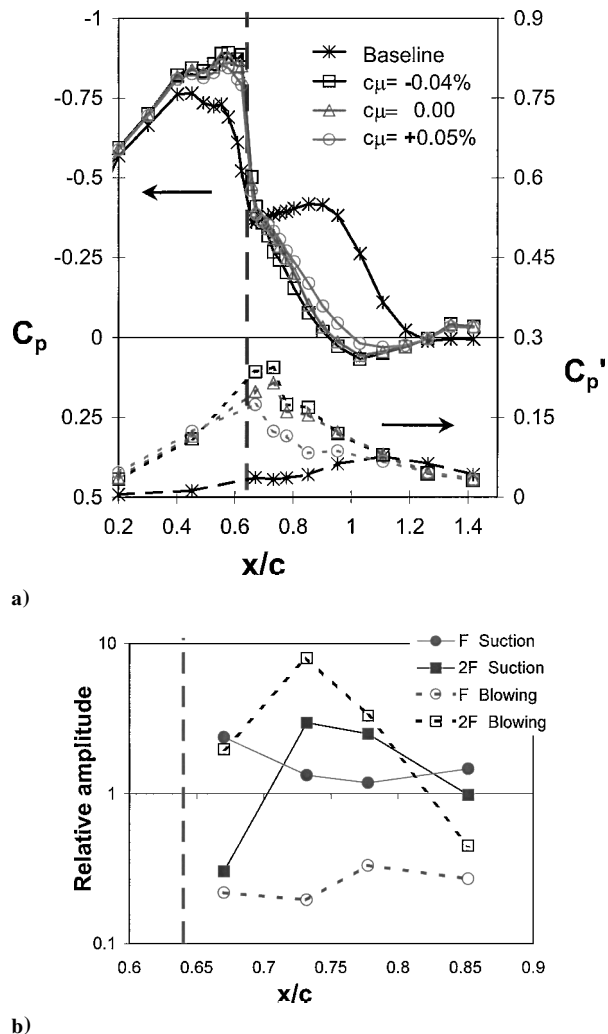 -1
-0.75
-0.5
-0.25
0
0.25
0.5
Cp
0.9
0.75
0.6
0.45
0.3
0.15
0
Cp'
Baseline
cμ= -0.04%
cμ= 0.00
cμ= +0.05%
0.2 0.4 0.6 0.8 1 1.2 1.4
x/c
a)
10
1
0.1
Relative amplitude
F Suction
2F Suction
F Blowing
2F Blowing
0.6 0.65 0.7 0.75 0.8 0.85 0.9
x/c
b)